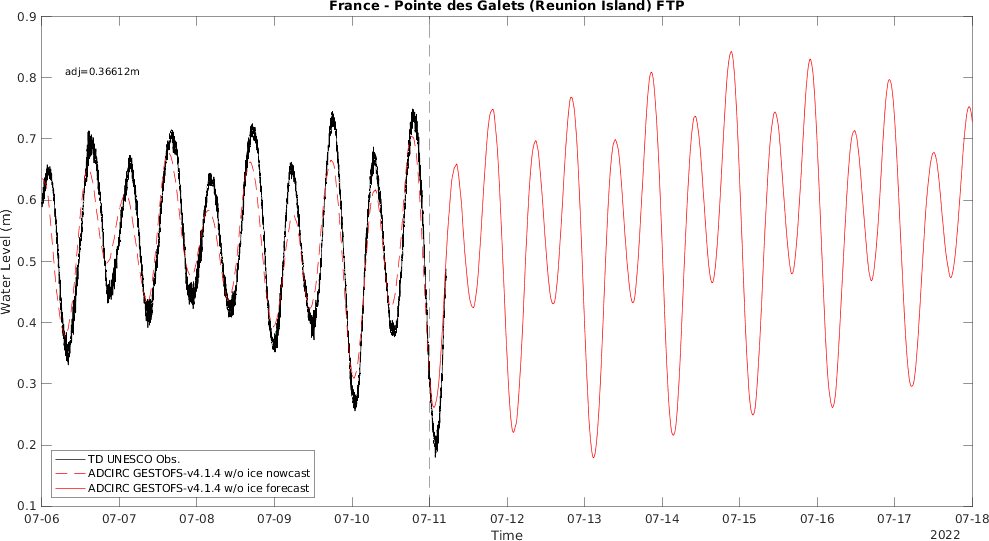 France - Pointe des Galets (Reunion Island) FTP
0.9
0.8
0.7
0.6
0.5
0.4
0.3
0.2
0.1
Water Level (m)
adj=0.36612m
TD UNESCO Obs.
ADCIRC GESTOFS-v4.1.4 w/o ice nowcast
ADCIRC GESTOFS-v4.1.4 w/o ice forecast
07-06 07-07 07-08 07-09 07-10 07-11 07-12 07-13 07-14 07-15 07-16 07-17 07-18
Time
2022